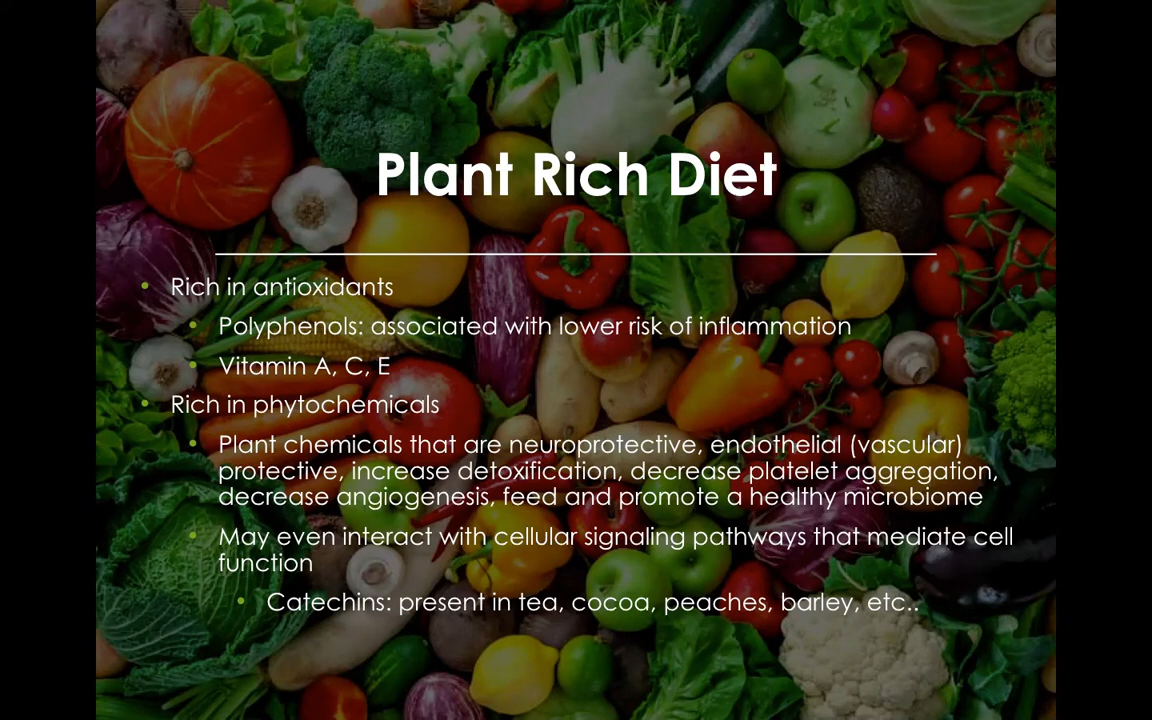 Plant Rich Diet
• Rich in antioxidants
• Polyphenols: associated with lower risk of inflammation
• Vitamin A, C, E
• Rich in phytochemicals
• Plant chemicals that are neuroprotective, endothelial (vascular)
protective, increase detoxification, decrease platelet aggregation,
decrease angiogenesis, feed and promote a healthy microbiome
• May even interact with cellular signaling pathways that mediate cell
function
• Catechins: present in tea, cocoa, peaches, barley, etc..